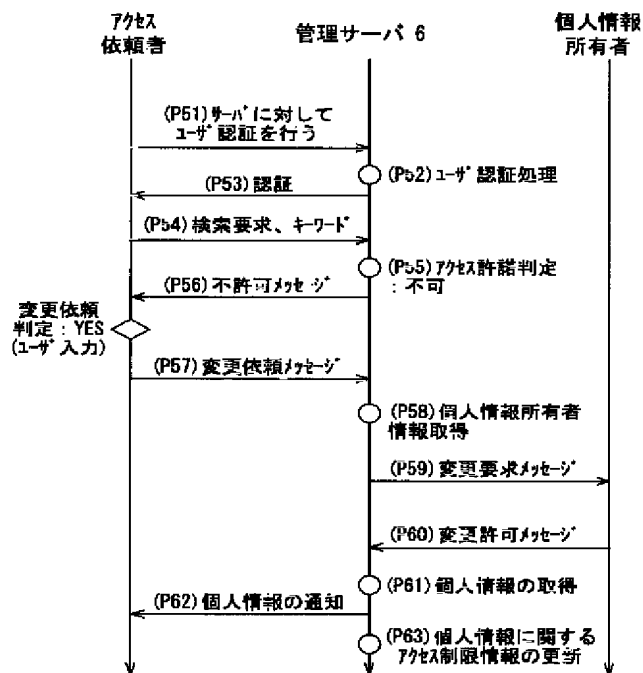 アクセス
依頼者
管理サーバ 6
個人情報
所有者
(P51) サーバに対して
ユーザ認証を行う
(P52) ユーザ認証処理
(P53) 認証
(P54) 検索要求、キーワード
(P55) アクセス許諾判定
：不可
(P56) 不許可メッセージ
変更依頼
判定：YES
(ユーザ入力)
(P57) 変更依頼メッセージ
(P58) 個人情報所有者
情報取得
(P59) 変更要求メッセージ
(P60) 変更許可メッセージ
(P61) 個人情報の取得
(P62) 個人情報の通知
(P63) 個人情報に関する
アクセス制限情報の更新